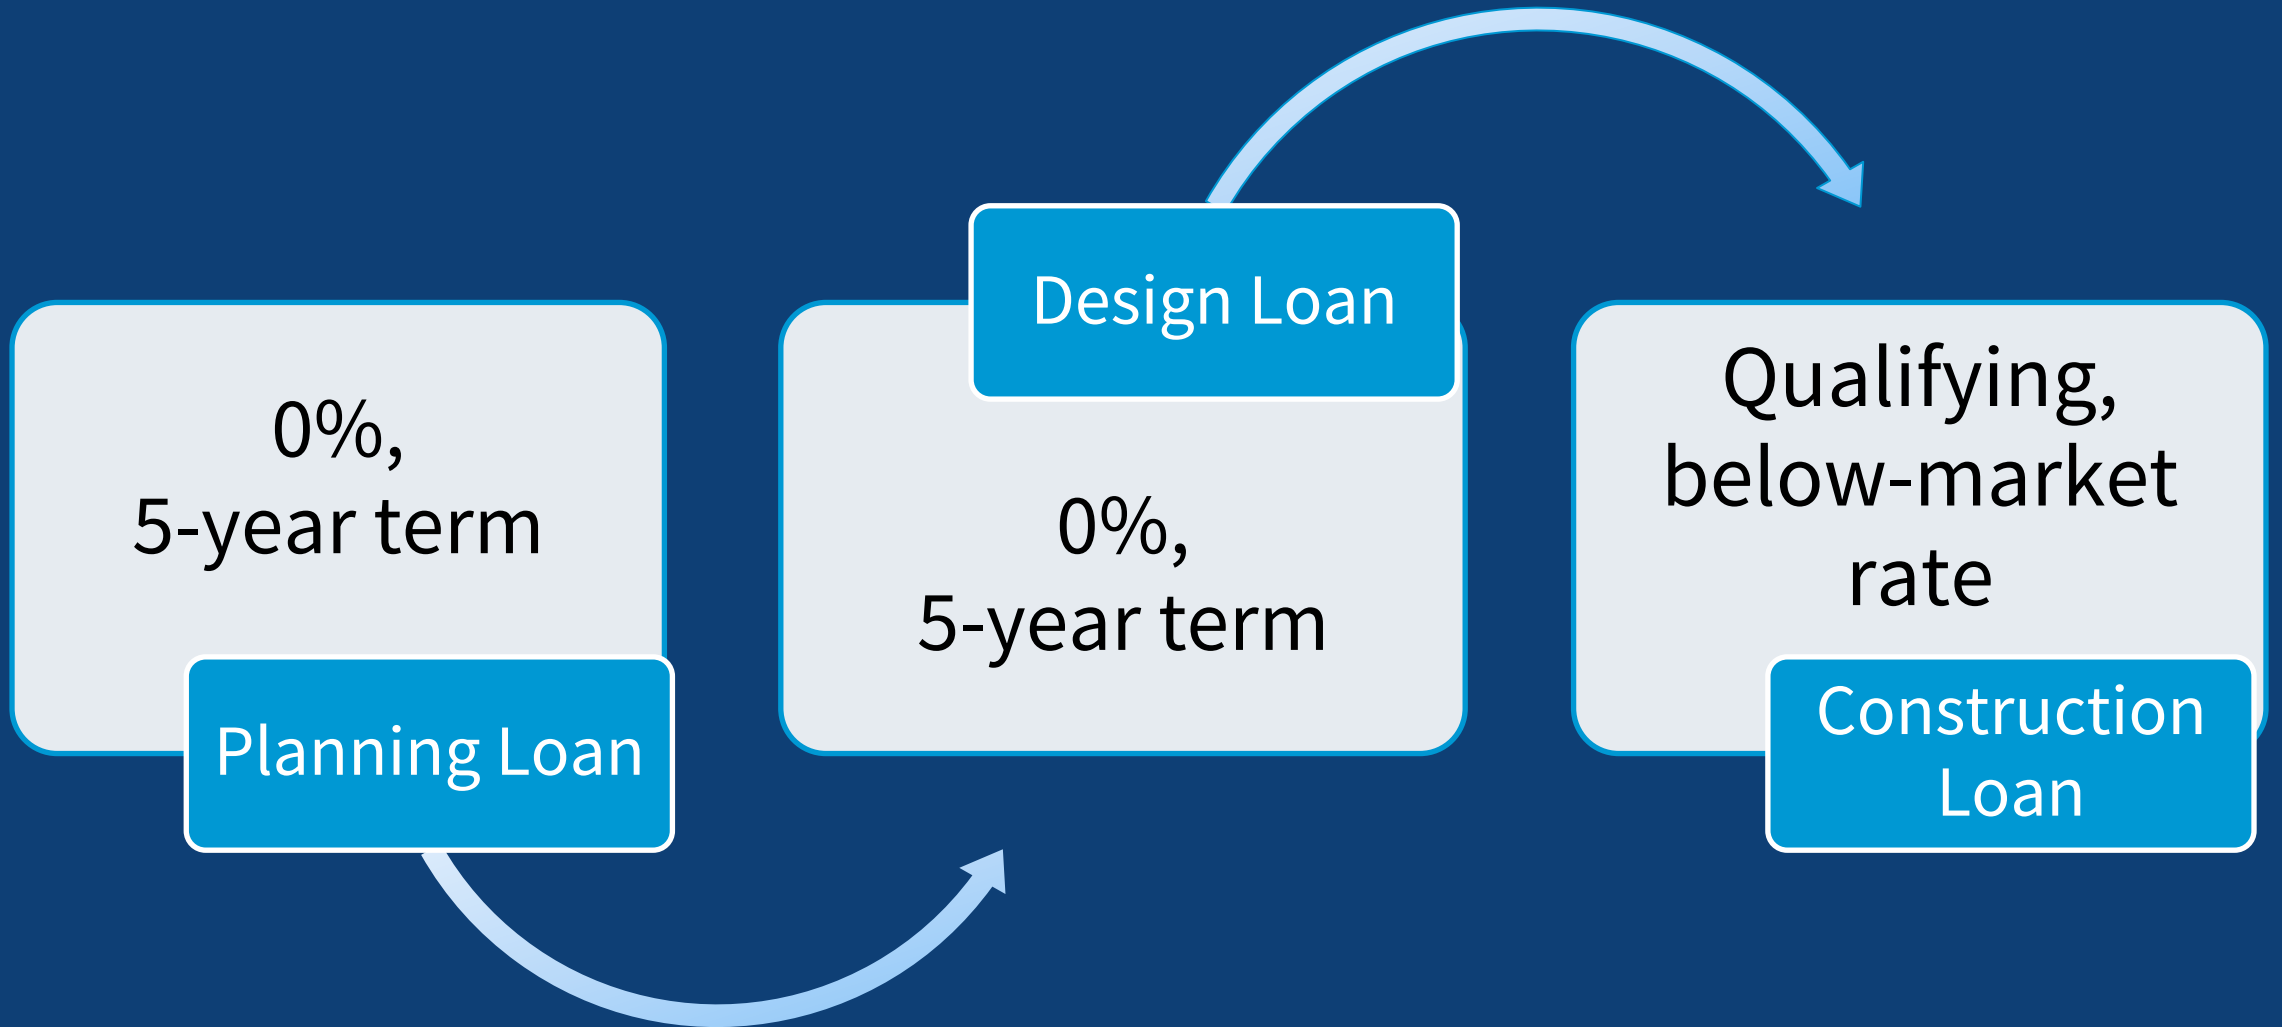 0%,
5-year term
Planning Loan
Design Loan
0%,
5-year term
Qualifying,
below-market
rate
Construction
Loan